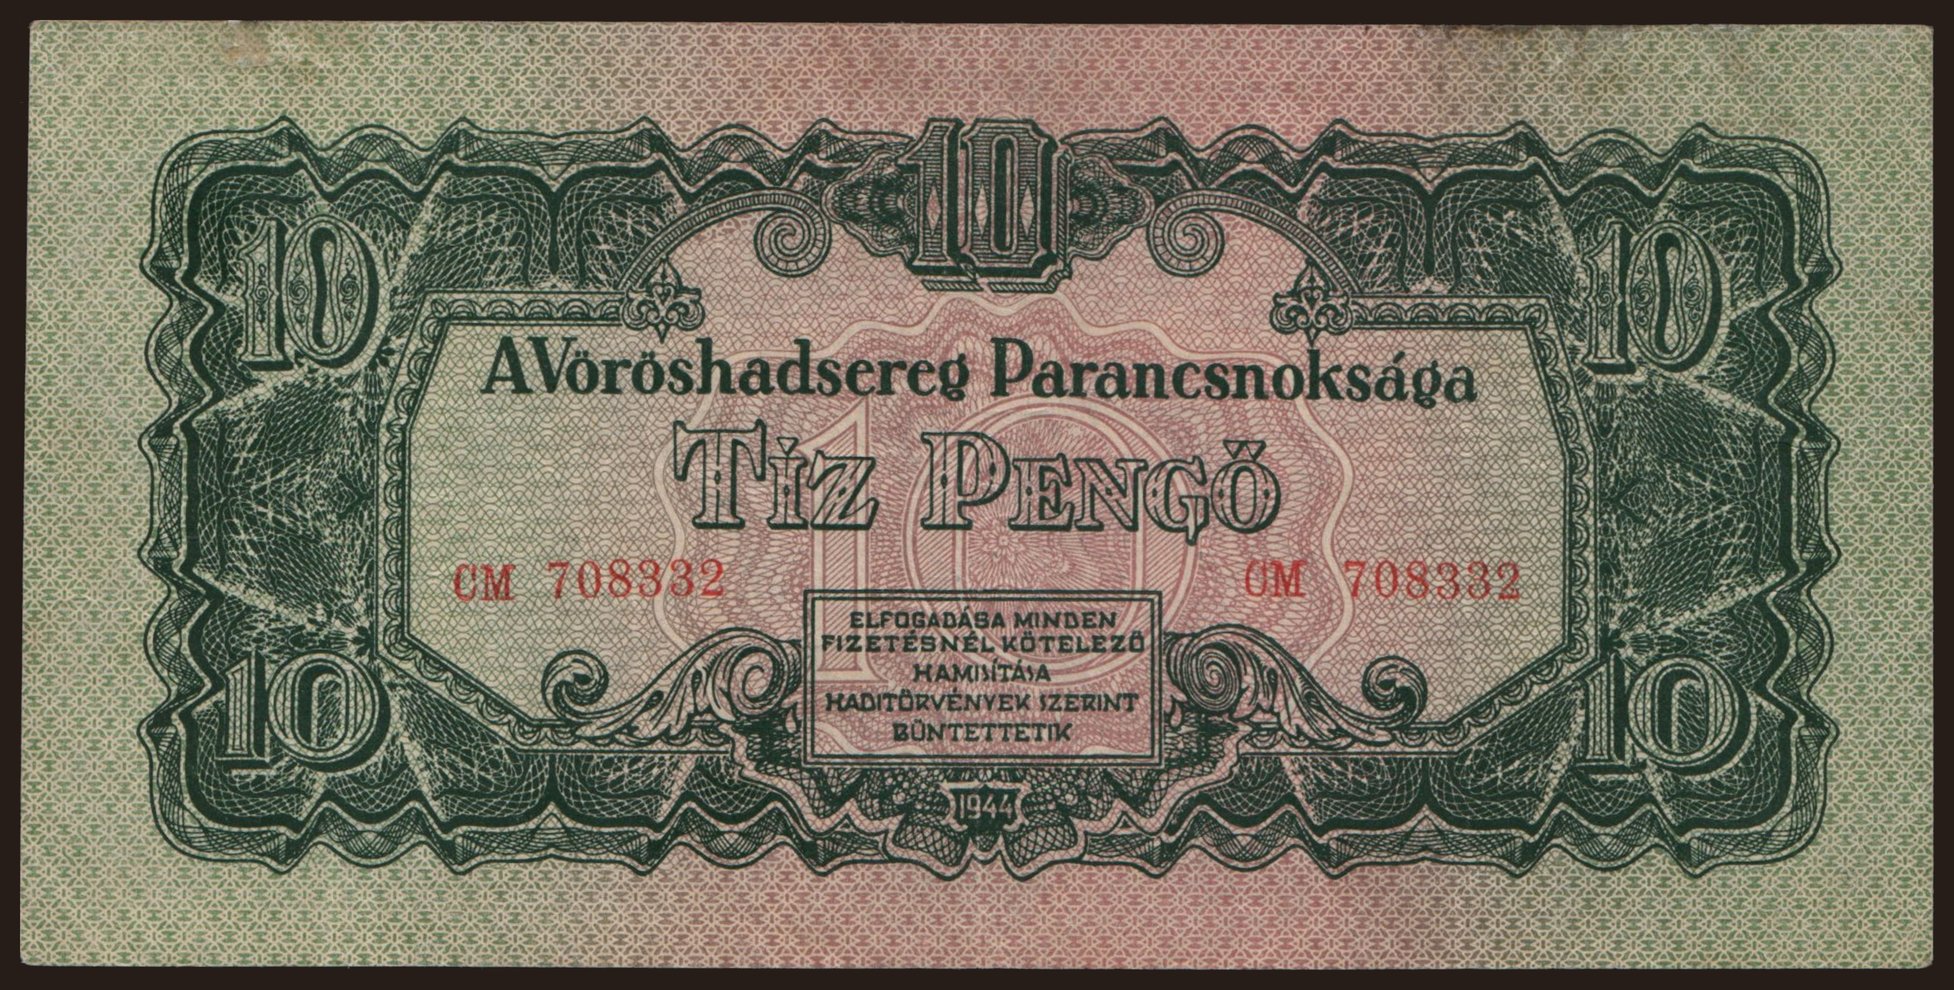 10
10 10
A Vöröshadsereg Parancsnoksága
Tíz Pengő
10
CM 708332 CM 708332
ELFOGADÁSA MINDEN
FIZETÉSNÉL KÖTELEZŐ
HAMISÍTÁSA
HADITÖRVÉNYEK SZERINT
BÜNTETTETIK
10 10
1944